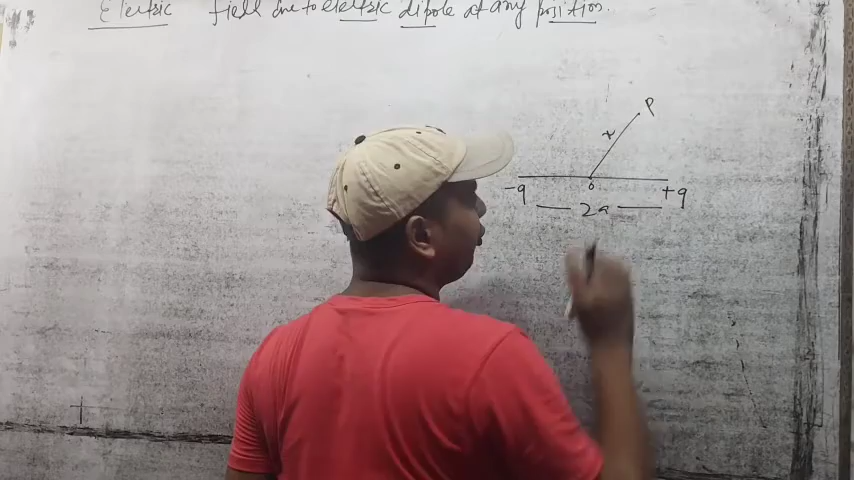 Electric field due to electric dipole at any position.
P
r
-q o +q
2a